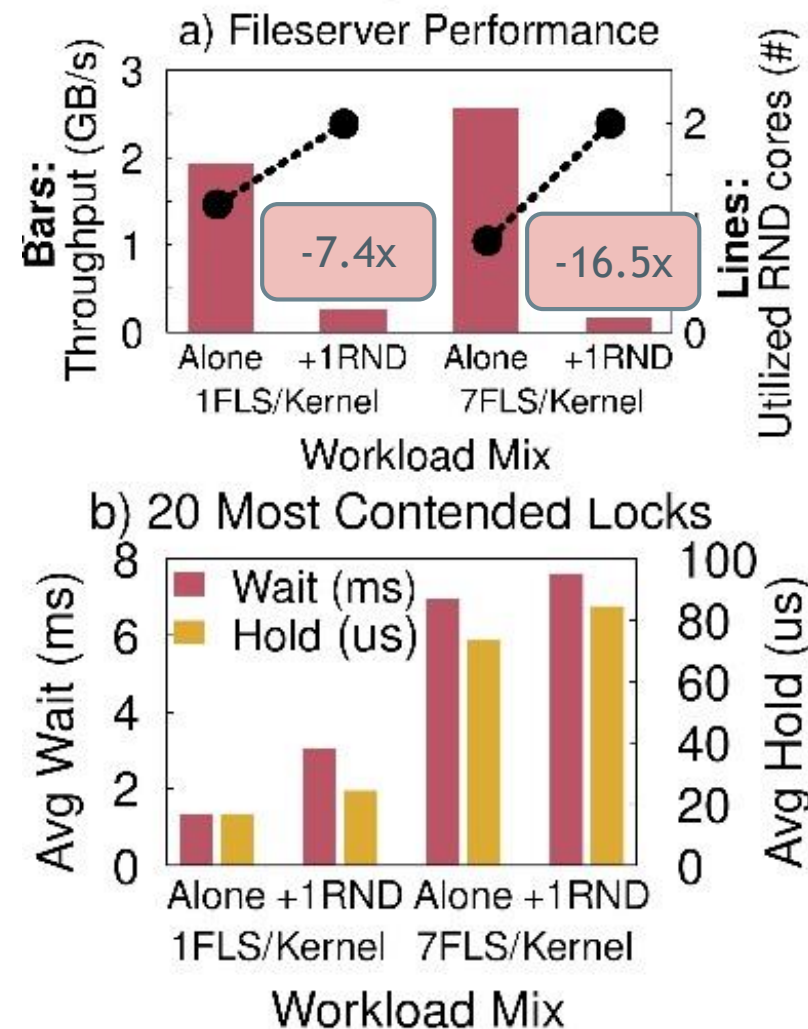 a) Fileserver Performance
Bars:
Throughput (GB/s)
3
2
1
0
-7.4x
-16.5x
2
0
Lines:
Utilized RND cores (#)
Alone +1RND Alone +1RND
1FLS/Kernel 7FLS/Kernel
Workload Mix
b) 20 Most Contended Locks
Avg Wait (ms)
8
6
4
2
0
Wait (ms)
Hold (us)
100
80
60
40
20
0
Avg Hold (us)
Alone +1RND Alone +1RND
1FLS/Kernel 7FLS/Kernel
Workload Mix